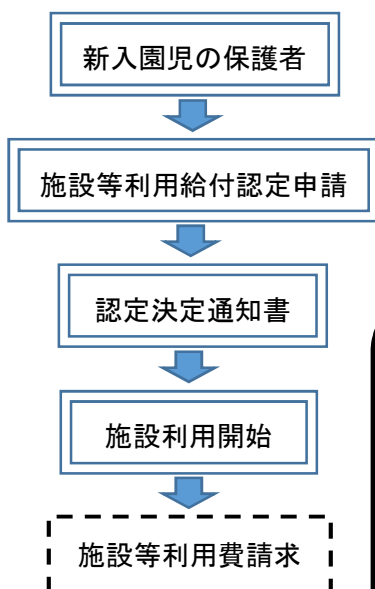 新入園児の保護者
施設等利用給付認定申請
認定決定通知書
施設利用開始
施設等利用費請求